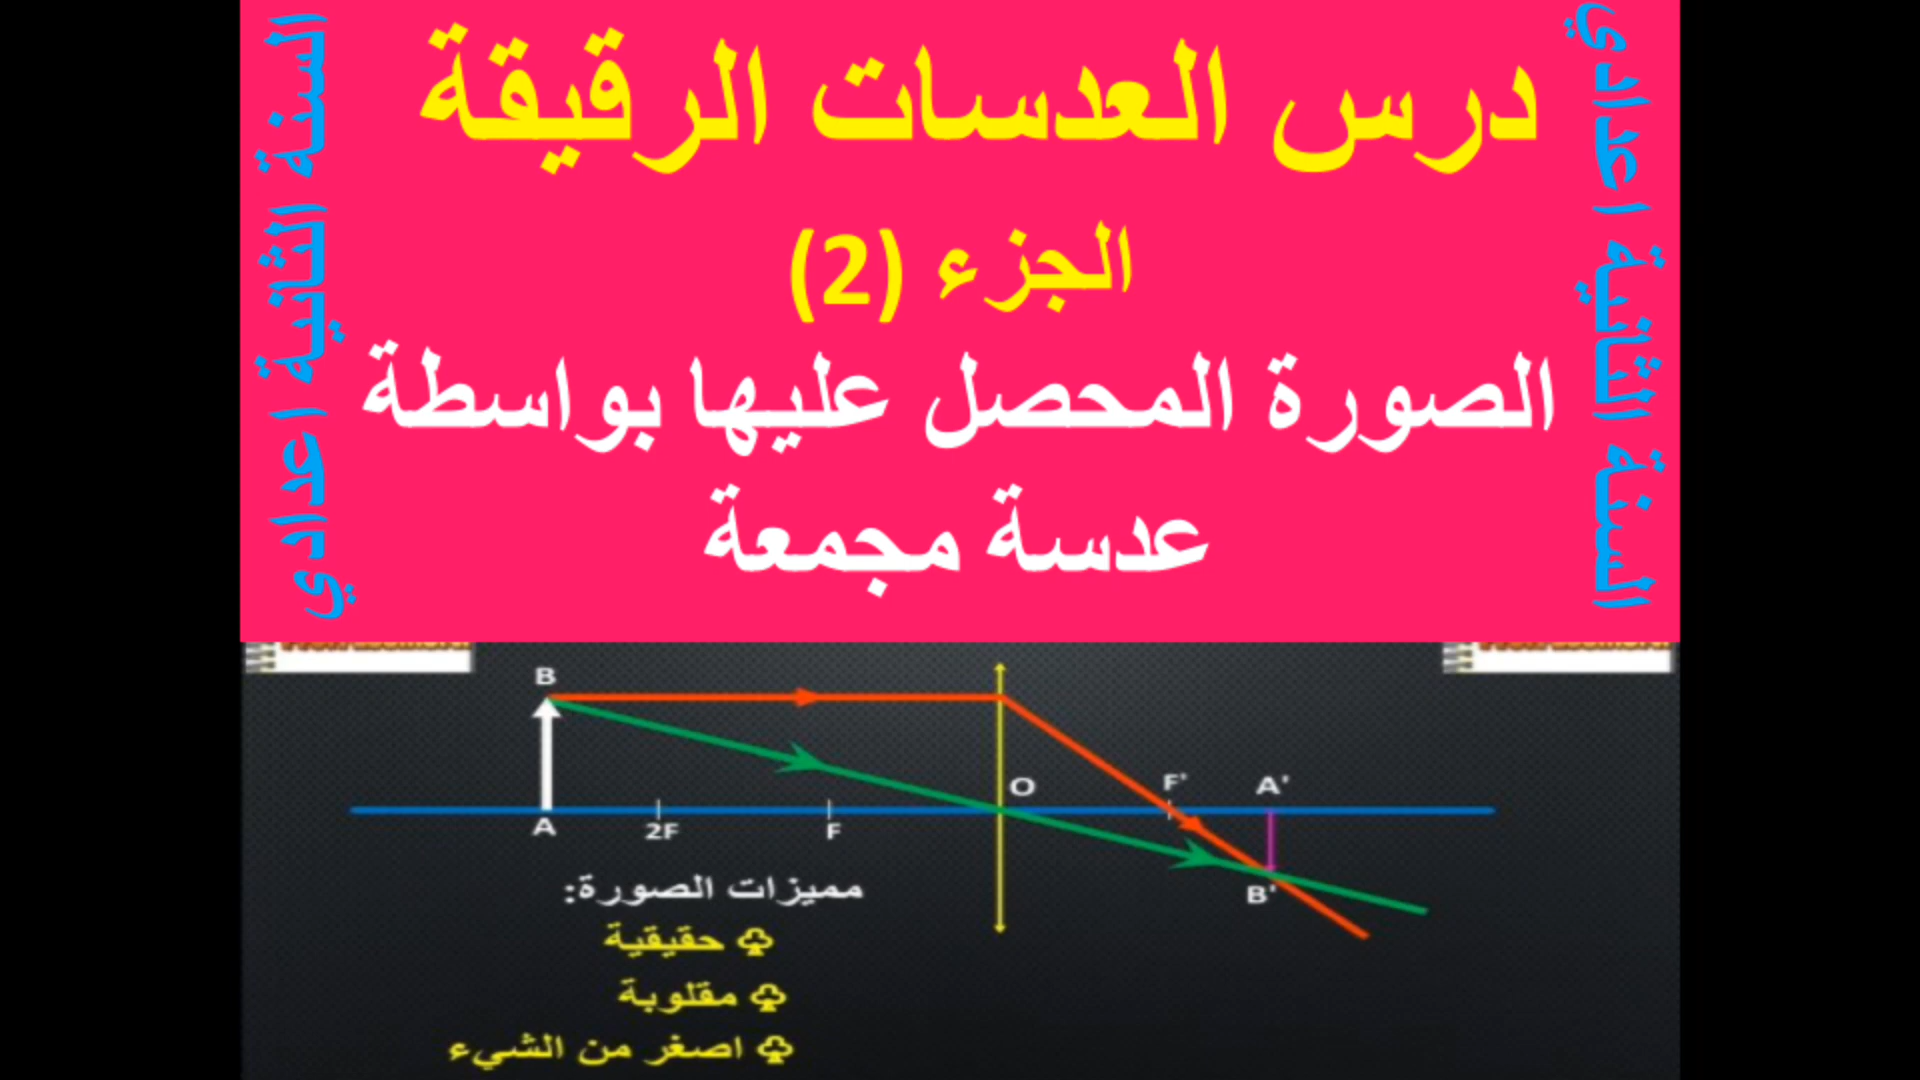 درس العدسات الرقيقة
الجزء (2)
الصورة المحصل عليها بواسطة
عدسة مجمعة
السنة الثانية اعدادي
السنة الثانية اعدادي
B
O
F'
A'
A
2F
F
B'
مميزات الصورة:
حقيقية
مقلوبة
اصغر من الشيء